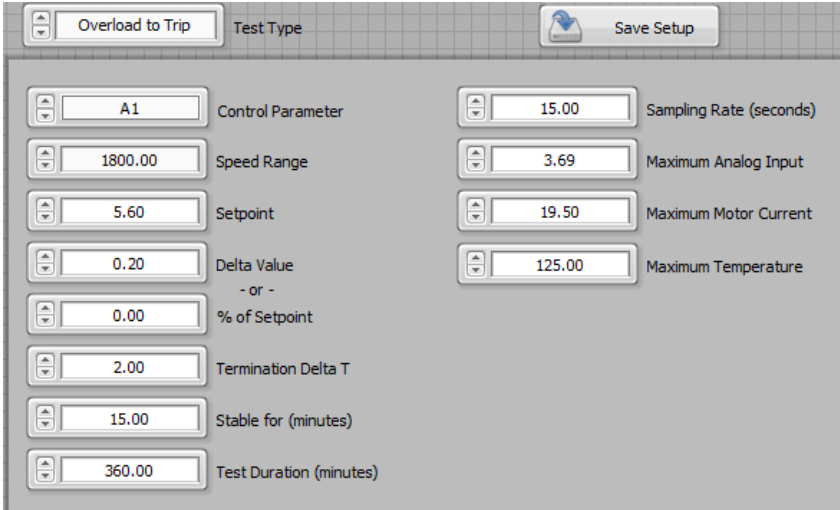 Overload to Trip Test Type Save Setup
A1 Control Parameter 15.00 Sampling Rate (seconds)
1800.00 Speed Range 3.69 Maximum Analog Input
5.60 Setpoint 19.50 Maximum Motor Current
0.20 Delta Value 125.00 Maximum Temperature
- or -
0.00 % of Setpoint
2.00 Termination Delta T
15.00 Stable for (minutes)
360.00 Test Duration (minutes)